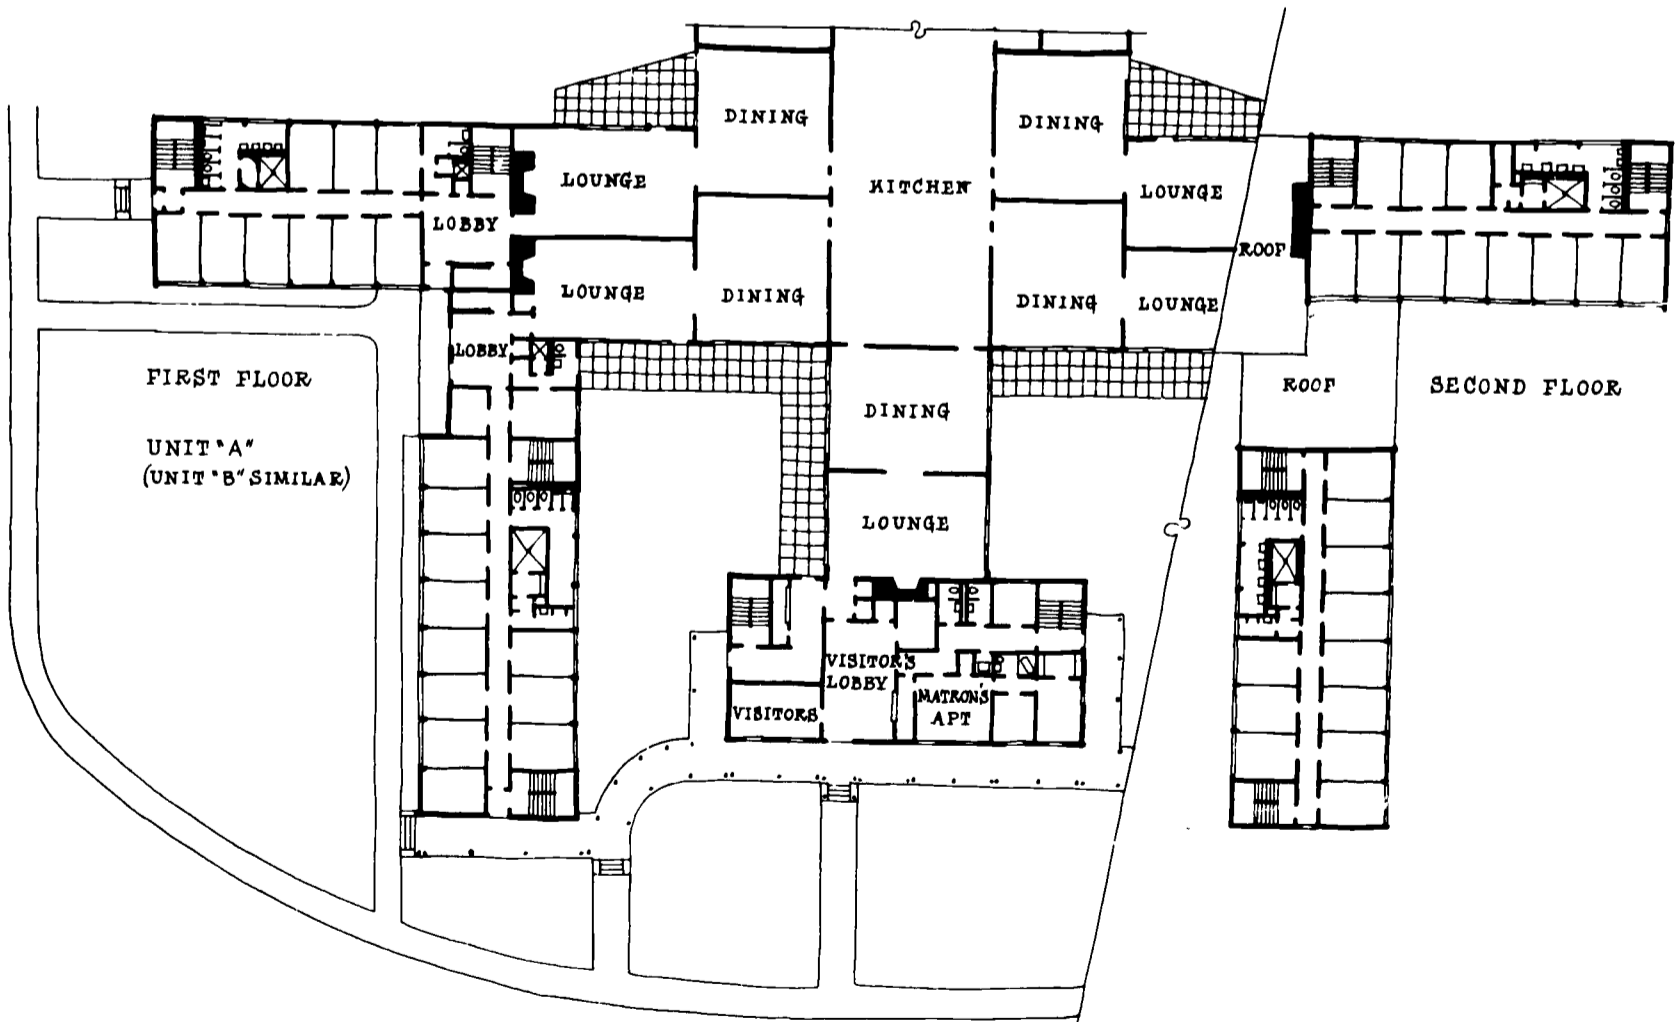 DINING
DINING
LOUNGE
KITCHEN
LOUNGE
LOBBY
ROOF
LOUNGE
DINING
DINING
LOUNGE
LOBBY
FIRST FLOOR
ROOF
SECOND FLOOR
DINING
UNIT "A"
(UNIT "B" SIMILAR)
LOUNGE
VISITOR'S
LOBBY
MATRON'S
APT
VISITORS